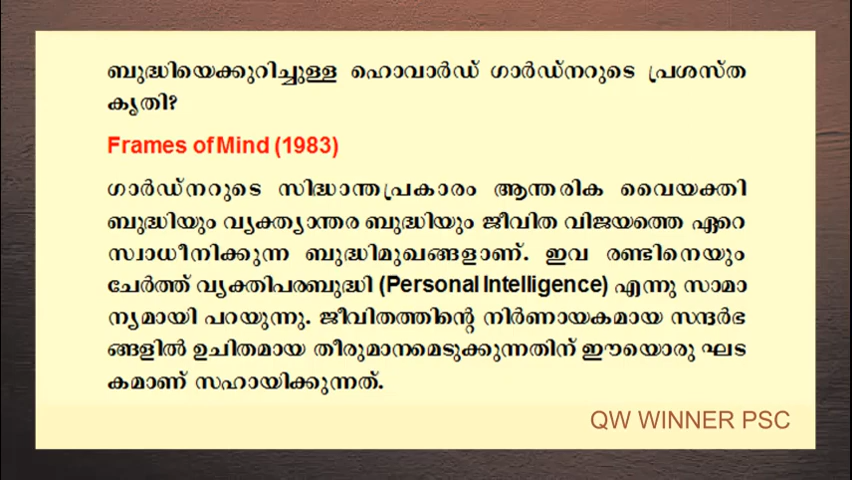 ബുദ്ധിയെക്കുറിച്ചുള്ള ഹൊവാർഡ് ഗാർഡ്നറുടെ പ്രശസ്ത
കൃതി?
Frames of Mind (1983)
ഗാർഡ്നറുടെ സിദ്ധാന്തപ്രകാരം ആന്തരിക വൈയക്തി
ബുദ്ധിയും വ്യക്ത്യാന്തര ബുദ്ധിയും ജീവിത വിജയത്തെ ഏറെ
സ്വാധീനിക്കുന്ന ബുദ്ധിമുഖങ്ങളാണ്. ഇവ രണ്ടിനെയും
ചേർത്ത് വ്യക്തിപരബുദ്ധി (Personal Intelligence) എന്നു സാമാ
ന്യമായി പറയുന്നു. ജീവിതത്തിന്റെ നിർണായകമായ സന്ദർഭ
ങ്ങളിൽ ഉചിതമായ തീരുമാനമെടുക്കുന്നതിന് ഈയൊരു ഘട
കമാണ് സഹായിക്കുന്നത്.
QW WINNER PSC